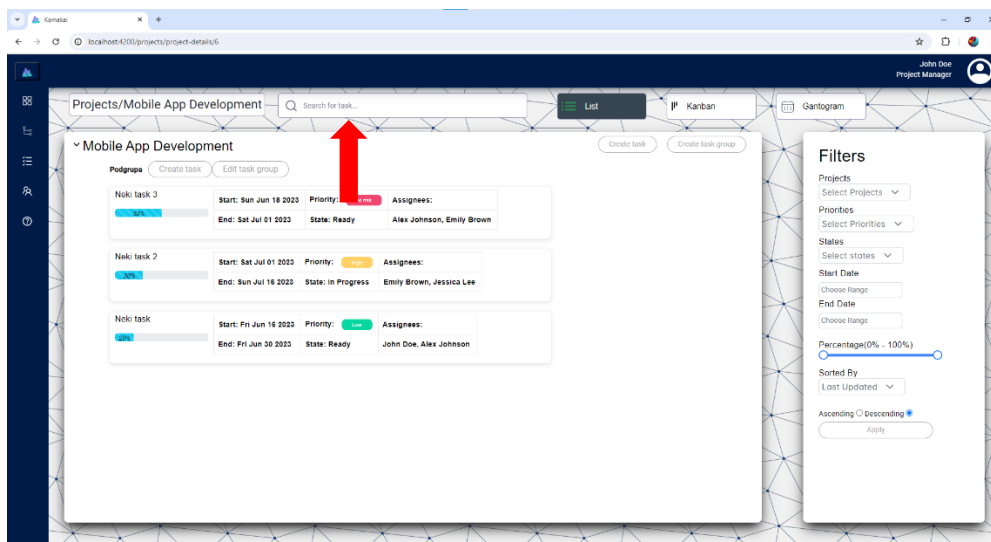 Komakai
localhost:4200/projects/project-details/6
John Doe
Project Manager
Projects/Mobile App Development
Search for task...
List
Kanban
Gantogram
Mobile App Development
Create task
Create task group
Podgrupa
Create task
Edit task group
Neki task 3
50%
Start: Sun Jun 18 2023
Priority:
Assignees:
End: Sat Jul 01 2023
State: Ready
Alex Johnson, Emily Brown
Neki task 2
30%
Start: Sat Jul 01 2023
Priority: High
Assignees:
End: Sun Jul 16 2023
State: In Progress
Emily Brown, Jessica Lee
Neki task
20%
Start: Fri Jun 16 2023
Priority: Low
Assignees:
End: Fri Jun 30 2023
State: Ready
John Doe, Alex Johnson
Filters
Projects
Select Projects
Priorities
Select Priorities
States
Select states
Start Date
Choose Range
End Date
Choose Range
Percentage(0% - 100%)
Sorted By
Last Updated
Ascending Descending
Apply